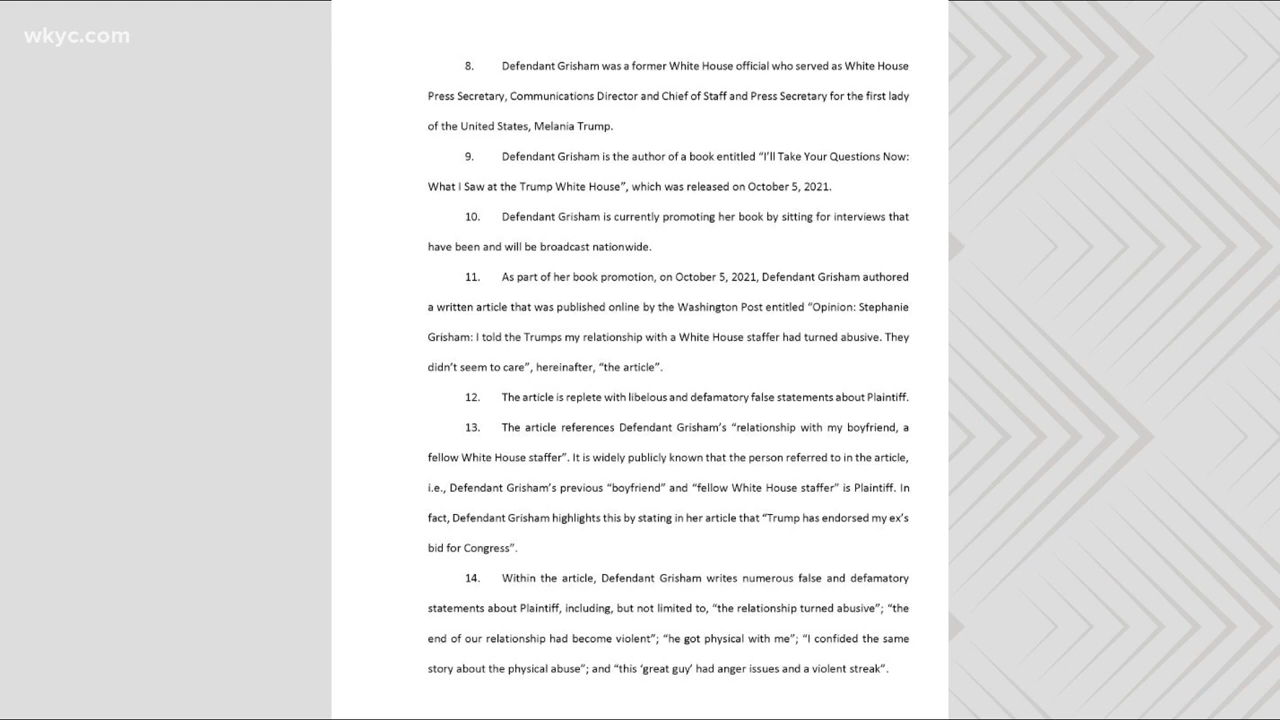 wkyc.com
8. Defendant Grisham was a former White House official who served as White House
Press Secretary, Communications Director and Chief of Staff and Press Secretary for the first lady
of the United States, Melania Trump.
9. Defendant Grisham is the author of a book entitled “I’ll Take Your Questions Now:
What I Saw at the Trump White House”, which was released on October 5, 2021.
10. Defendant Grisham is currently promoting her book by sitting for interviews that
have been and will be broadcast nationwide.
11. As part of her book promotion, on October 5, 2021, Defendant Grisham authored
a written article that was published online by the Washington Post entitled “Opinion: Stephanie
Grisham: I told the Trumps my relationship with a White House staffer had turned abusive. They
didn’t seem to care”, hereinafter, “the article”.
12. The article is replete with libelous and defamatory false statements about Plaintiff.
13. The article references Defendant Grisham’s “relationship with my boyfriend, a
fellow White House staffer”. It is widely publicly known that the person referred to in the article,
i.e., Defendant Grisham’s previous “boyfriend” and “fellow White House staffer” is Plaintiff. In
fact, Defendant Grisham highlights this by stating in her article that “Trump has endorsed my ex’s
bid for Congress”.
14. Within the article, Defendant Grisham writes numerous false and defamatory
statements about Plaintiff, including, but not limited to, “the relationship turned abusive”; “the
end of our relationship had become violent”; “he got physical with me”; “I confided the same
story about the physical abuse”; and “this ‘great guy’ had anger issues and a violent streak”.